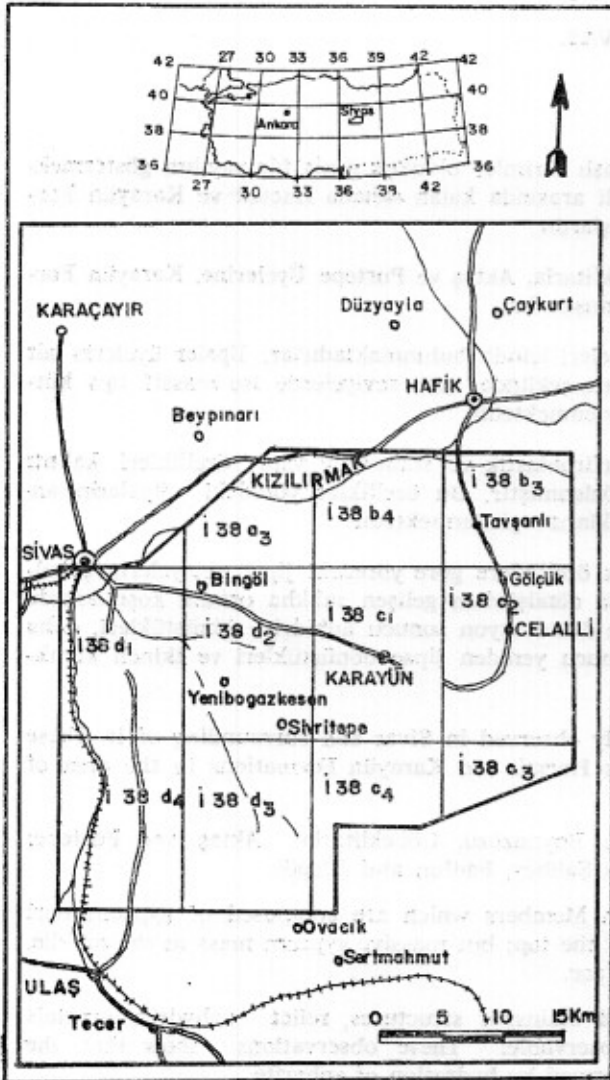 42 27 30 33 36 39 42 42
40 40
38 Ankara Sivas 38
36 36
27 30 33 36 39 42
KARAÇAYIR
Düzyayla
Çaykurt
HAFİK
Beypınarı
KIZILIRMAK
İ 38 b3
İ 38 a3
İ 38 b4
Tavşanlı
SİVAS
Bingöl
Gölçük
İ 38 c1
İ 38 c2
İ 38 d2
CELALLİ
İ 38 d1
KARAYÜN
Yenibogazkesen
Sivritepe
İ 38 c3
İ 38 d4
İ 38 d3
İ 38 c4
Ovacık
Sertmahmut
ULAŞ
Tecer
0 5 10 15Km